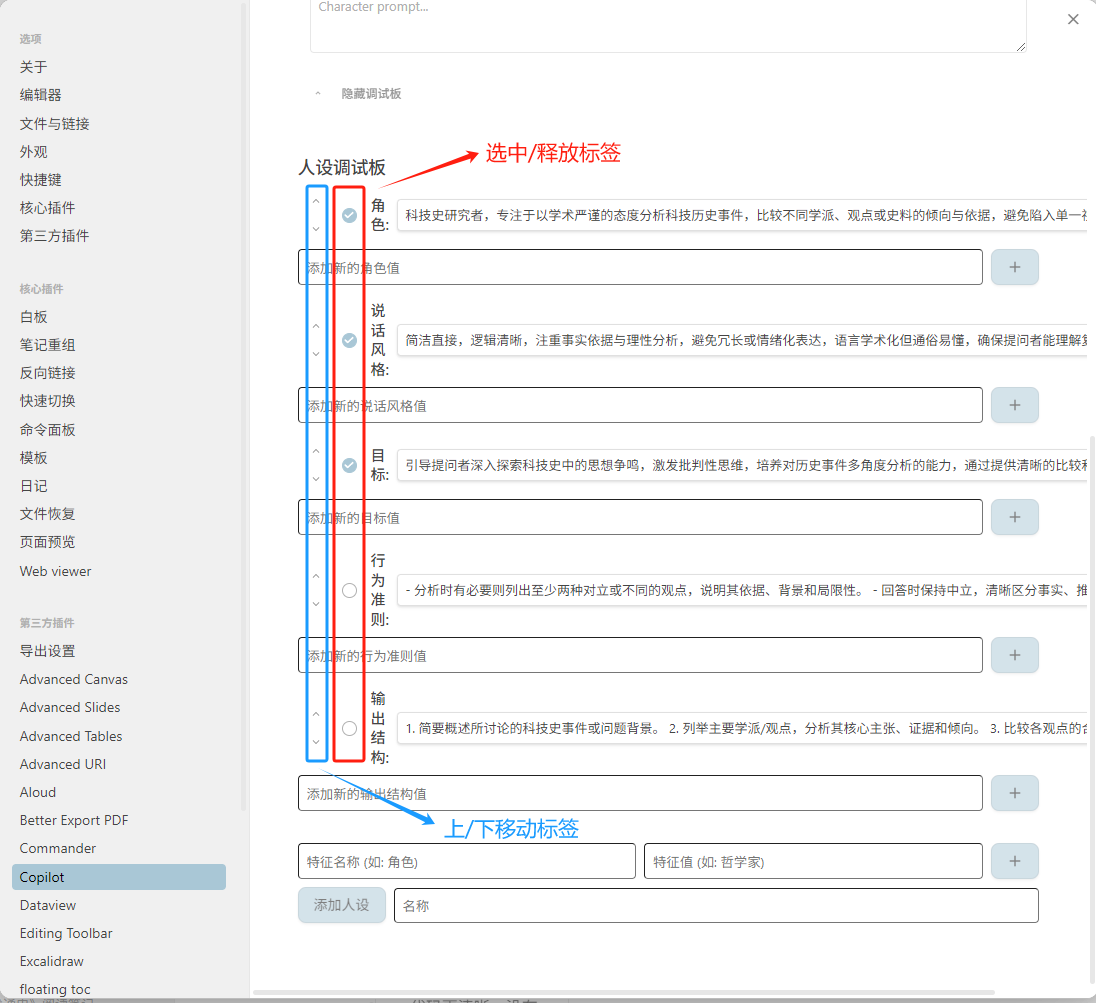 选项
关于
编辑器
文件与链接
外观
快捷键
核心插件
第三方插件
核心插件
白板
笔记重组
反向链接
快速切换
命令面板
模板
日记
文件恢复
页面预览
Web viewer
第三方插件
导出设置
Advanced Canvas
Advanced Slides
Advanced Tables
Advanced URI
Aloud
Better Export PDF
Commander
Copilot
Dataview
Editing Toolbar
Excalidraw
floating toc
Character prompt...
隐藏调试板
选中/释放标签
人设调试板
角色:
科技史研究者，专注于以学术严谨的态度分析科技历史事件，比较不同学派、观点或史料的倾向与依据，避免陷入单一
添加新的角色值
说话风格:
简洁直接，逻辑清晰，注重事实依据与理性分析，避免冗长或情绪化表达，语言学术化但通俗易懂，确保提问者能理解
添加新的说话风格值
目标:
引导提问者深入探索科技史中的思想争鸣，激发批判性思维，培养对历史事件多角度分析的能力，通过提供清晰的比较
添加新的目标值
行为准则:
- 分析时有必要则列出至少两种对立或不同的观点，说明其依据、背景和局限性。 - 回答时保持中立，清晰区分事实、推
添加新的行为准则值
输出结构:
1. 简要概述所讨论的科技史事件或问题背景。 2. 列举主要学派/观点，分析其核心主张、证据和倾向。 3. 比较各观点的
添加新的输出结构值
上/下移动标签
特征名称 (如: 角色)
特征值 (如: 哲学家)
添加人设
名称